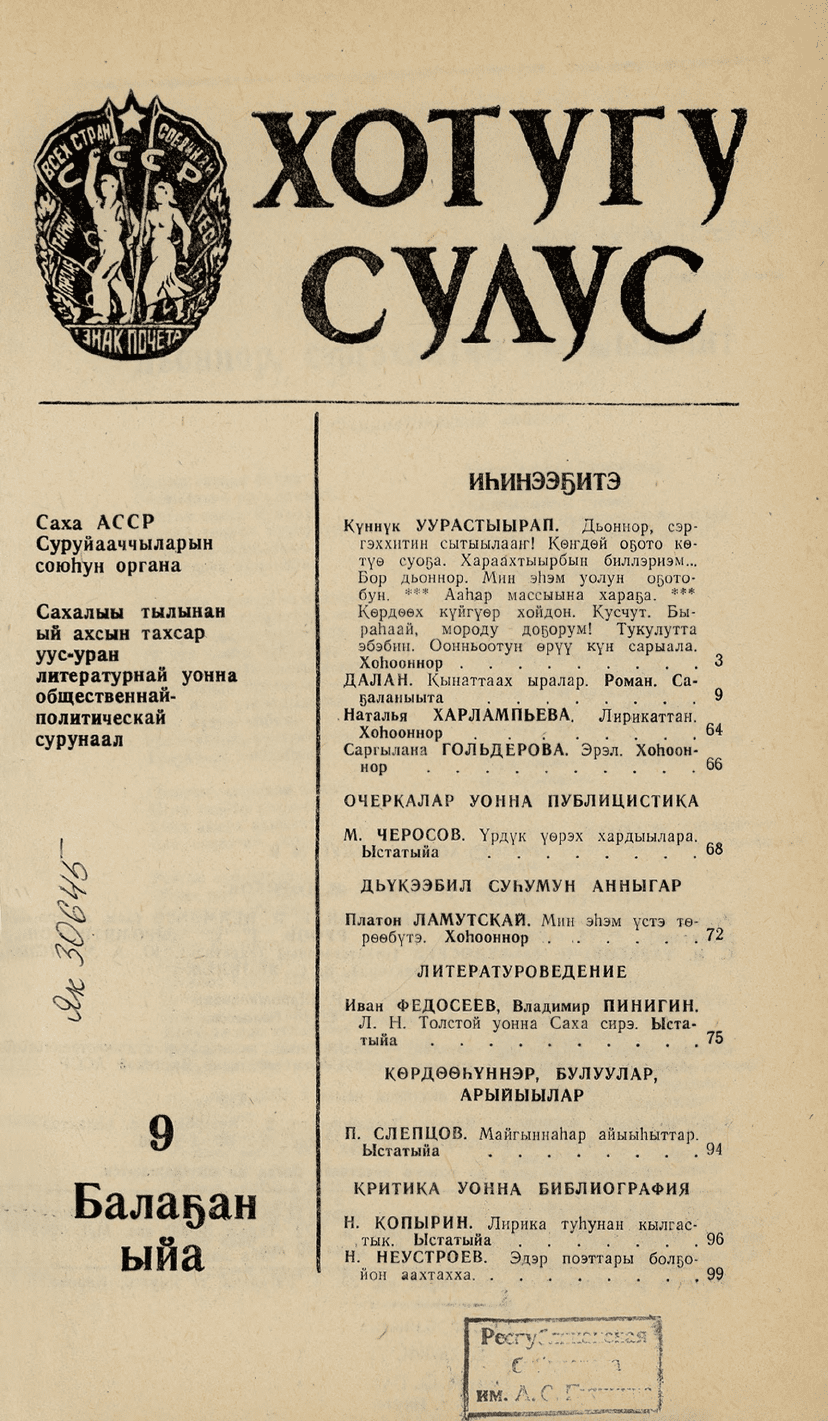 ВСЕХ СТРАН
СССР
ЗНАК ПОЧЕТА
ХОТУГУ
СУЛУС
Саха АССР
Суруйааччыларын
союһун органа
Сахалыы тылынан
ый ахсын тахсар
уус-уран
литературнай уонна
общественнай-
политическай
сурунаал
Як 30645
9
Балаҕан
ыйа
ИҺИНЭЭҔИТЭ
Күннүк УУРАСТЫЫРАП. Дьоннор, сэр-
гэххитин сытыылааҥ! Көҥдөй оҕото кө-
түө суоҕа. Хараахтыырбын биллэриэм...
Бор дьоннор. Мин эһэм уолун оҕото-
бун. *** Ааһар массыына хараҕа. ***
Көрдөөх күйгүөр хойдон. Кусчут. Бы-
раһаай, мороду доҕорум! Тукулутта
эбэбин. Оонньоотун өрүү күн сарыала.
Хоһооннор . . . . . . . . . 3
ДАЛАН. Кынаттаах ыралар. Роман. Са-
ҕаланыыта . . . . . . . 9
Наталья ХАРЛАМПЬЕВА. Лирикаттан.
Хоһооннор . . . . . . . 64
Саргылана ГОЛЬДЕРОВА. Эрэл. Хоһоон-
нор . . . . . . . . . . 66
ОЧЕРКАЛАР УОННА ПУБЛИЦИСТИКА
М. ЧЕРОСОВ. Үрдүк үөрэх хардыылара.
Ыстатыйа . . . . . . . . 68
ДЬҮКЭЭБИЛ СУҺУМУН АННЫГАР
Платон ЛАМУТСКАЙ. Мин эһэм үстэ тө-
рөөбүтэ. Хоһооннор . . . . . . . 72
ЛИТЕРАТУРОВЕДЕНИЕ
Иван ФЕДОСЕЕВ, Владимир ПИНИГИН.
Л. Н. Толстой уонна Саха сирэ. Ыста-
тыйа . . . . . . . . . . 75
КӨРДӨӨҺҮННЭР, БУЛУУЛАР,
АРЫЙЫЫЛАР
П. СЛЕПЦОВ. Майгыннаһар айыыһыттар.
Ыстатыйа . . . . . . . . 94
КРИТИКА УОННА БИБЛИОГРАФИЯ
Н. КОПЫРИН. Лирика туһунан кылгас-
тык. Ыстатыйа . . . . . . . 96
Н. НЕУСТРОЕВ. Эдэр поэттары болҕо-
йон аахтахха. . . . . . . . . 99
им. А.С.